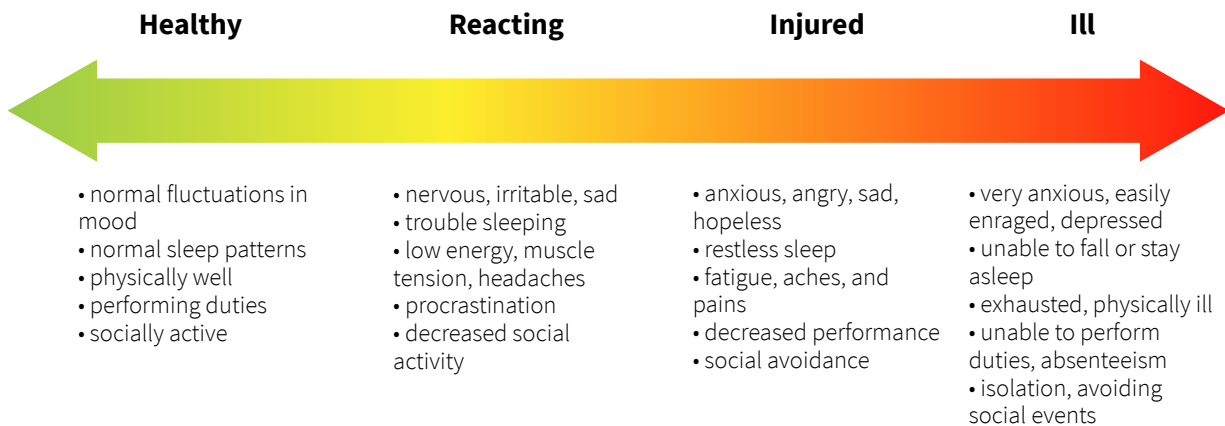 Healthy
Reacting
Injured
Ill
• normal fluctuations in
mood
• normal sleep patterns
• physically well
• performing duties
• socially active
• nervous, irritable, sad
• trouble sleeping
• low energy, muscle
tension, headaches
• procrastination
• decreased social
activity
• anxious, angry, sad,
hopeless
• restless sleep
• fatigue, aches, and
pains
• decreased performance
• social avoidance
• very anxious, easily
enraged, depressed
• unable to fall or stay
asleep
• exhausted, physically ill
• unable to perform
duties, absenteeism
• isolation, avoiding
social events